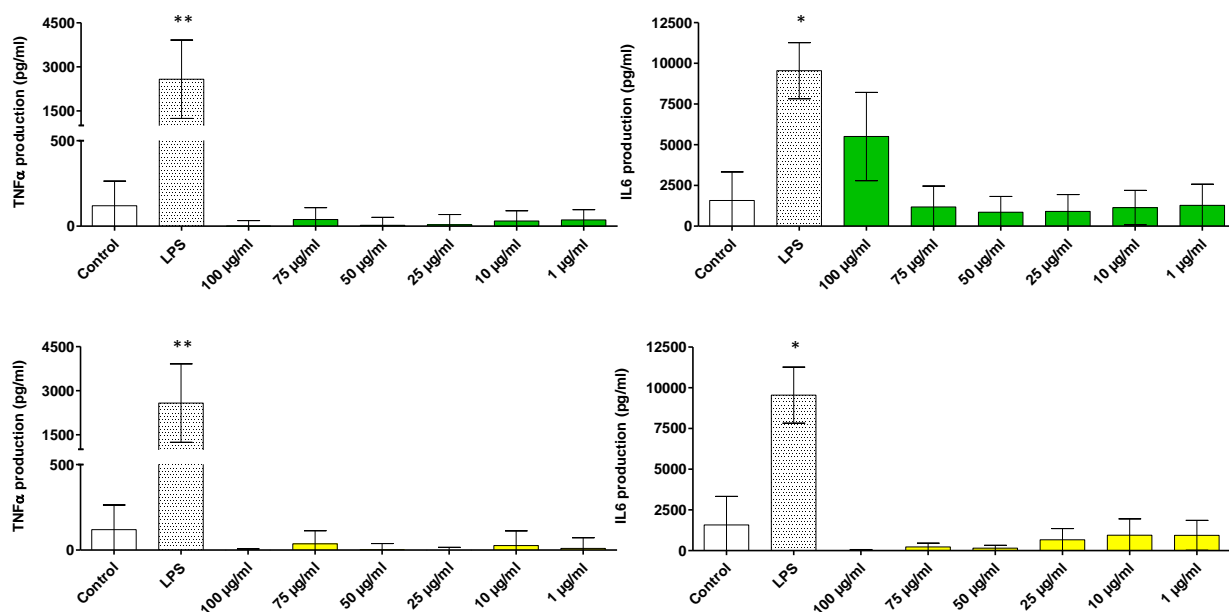 TNFα production (pg/ml)
4500
3000
1500
500
0
**
Control
LPS
100 µg/ml
75 µg/ml
50 µg/ml
25 µg/ml
10 µg/ml
1 µg/ml
IL6 production (pg/ml)
12500
10000
7500
5000
2500
0
*
Control
LPS
100 µg/ml
75 µg/ml
50 µg/ml
25 µg/ml
10 µg/ml
1 µg/ml
TNFα production (pg/ml)
4500
3000
1500
500
0
**
Control
LPS
100 µg/ml
75 µg/ml
50 µg/ml
25 µg/ml
10 µg/ml
1 µg/ml
IL6 production (pg/ml)
12500
10000
7500
5000
2500
0
*
Control
LPS
100 µg/ml
75 µg/ml
50 µg/ml
25 µg/ml
10 µg/ml
1 µg/ml